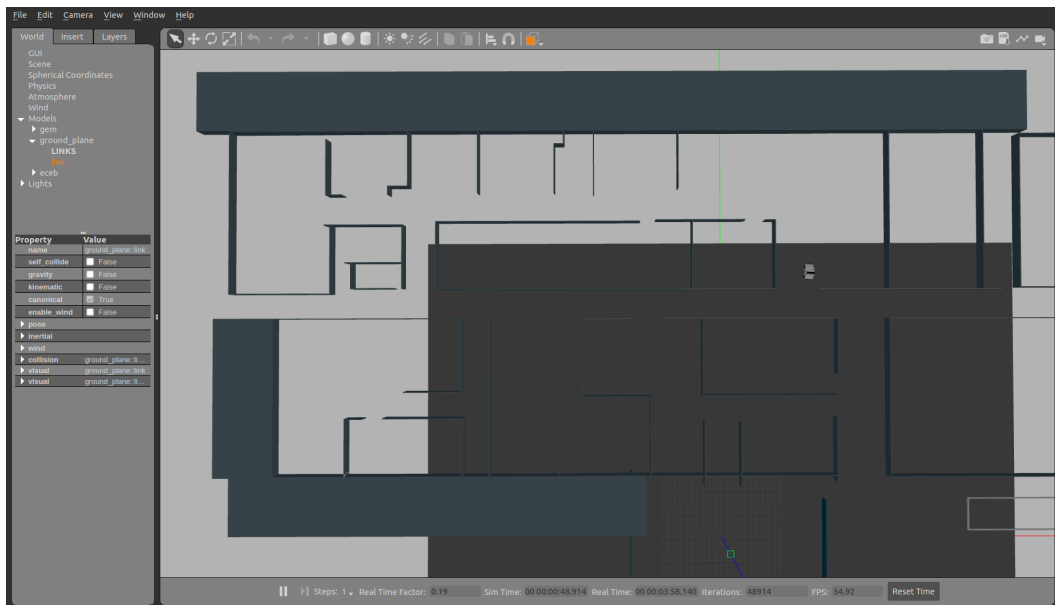 File Edit Camera View Window Help
World Insert Layers
GUI
Scene
Spherical Coordinates
Physics
Atmosphere
Wind
Models
gem
ground_plane
LINKS
link
eceb
Lights
Property Value
name ground_plane::link
self_collide False
gravity False
kinematic False
canonical True
enable_wind False
pose
inertial
wind
collision ground_plane::li...
visual ground_plane::link
visual ground_plane::li...
Steps: 1 Real Time Factor: 0.19 Sim Time: 00 00:00:48.914 Real Time: 00 00:03:58.140 Iterations: 48914 FPS: 54.92 Reset Time